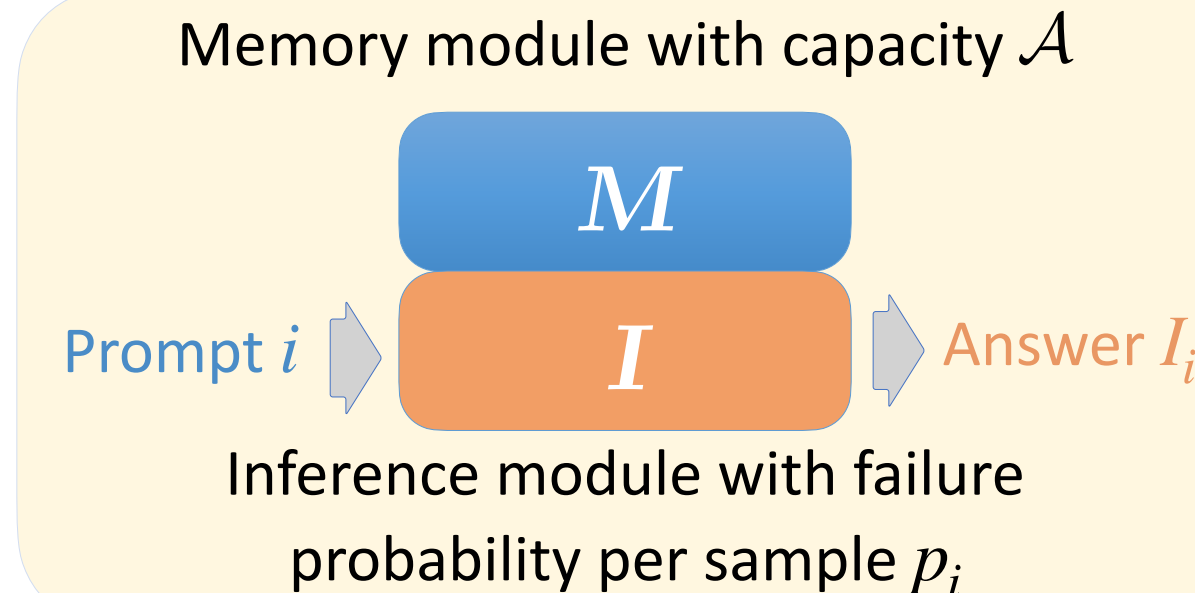 Memory module with capacity 𝒜
M
Prompt i
I
Answer Iᵢ
Inference module with failure
probability per sample pᵢ